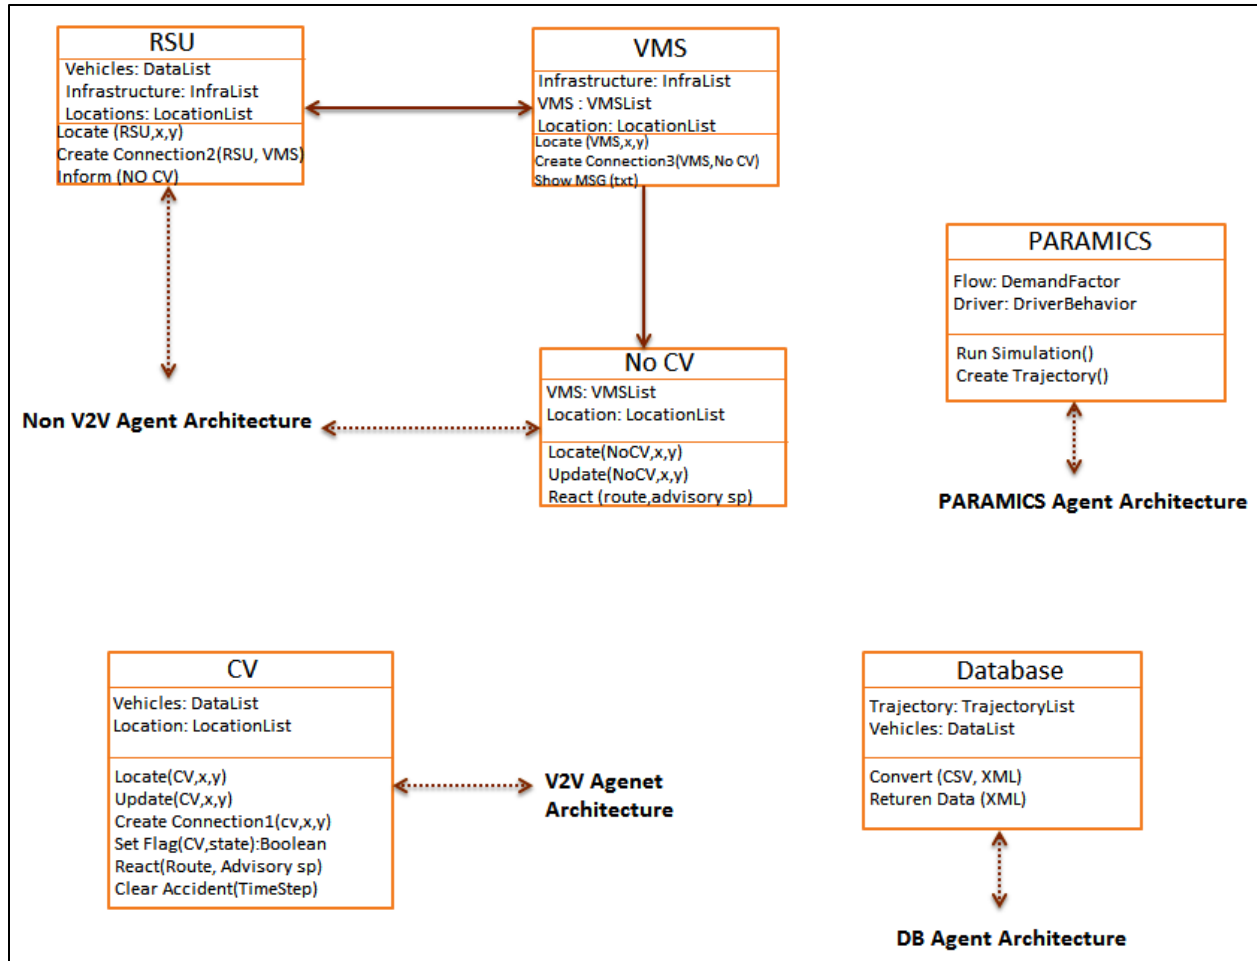 RSU
Vehicles: DataList
Infrastructure: InfraList
Locations: LocationList
Locate (RSU,x,y)
Create Connection2(RSU, VMS)
Inform (NO CV)
VMS
Infrastructure: InfraList
VMS : VMSList
Location: LocationList
Locate (VMS,x,y)
Create Connection3(VMS,No CV)
Show MSG (txt)
PARAMICS
Flow: DemandFactor
Driver: DriverBehavior
Run Simulation()
Create Trajectory()
No CV
VMS: VMSList
Location: LocationList
Locate(NoCV,x,y)
Update(NoCV,x,y)
React (route,advisory sp)
Non V2V Agent Architecture
PARAMICS Agent Architecture
CV
Vehicles: DataList
Location: LocationList
Locate(CV,x,y)
Update(CV,x,y)
Create Connection1(cv,x,y)
Set Flag(CV,state):Boolean
React(Route, Advisory sp)
Clear Accident(TimeStep)
V2V Agenet
Architecture
Database
Trajectory: TrajectoryList
Vehicles: DataList
Convert (CSV, XML)
Returen Data (XML)
DB Agent Architecture